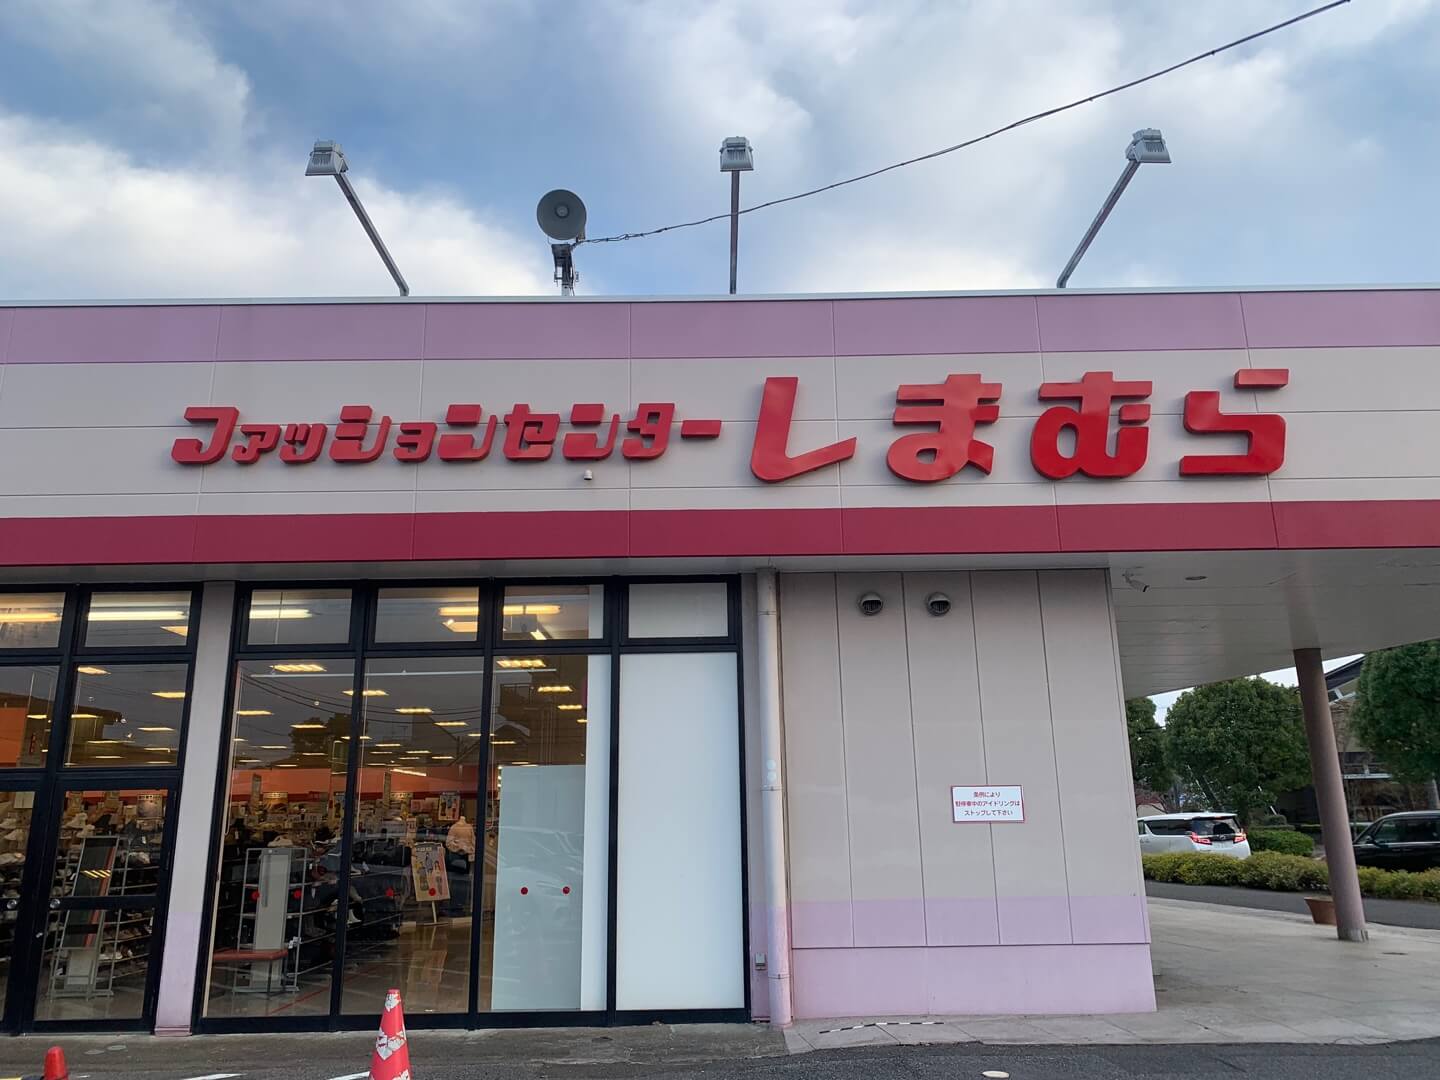 ファッションセンターしまむら
条例により
駐停車中のアイドリングは
ストップして下さい